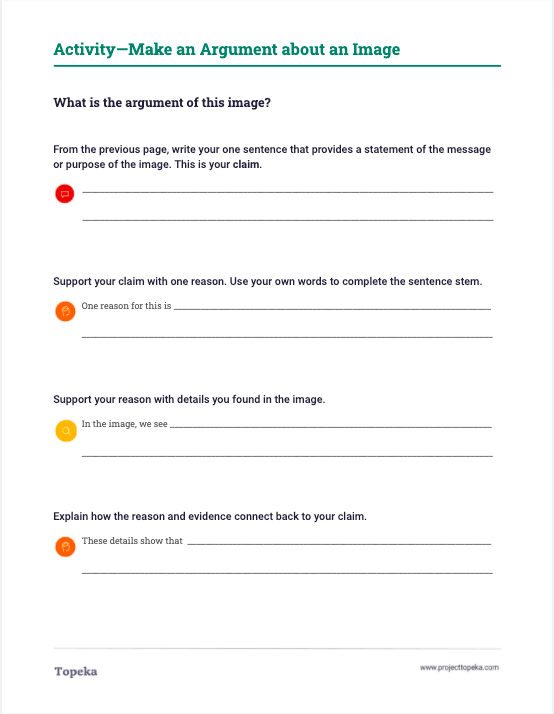 Activity—Make an Argument about an Image
What is the argument of this image?
From the previous page, write your one sentence that provides a statement of the message
or purpose of the image. This is your claim.
Support your claim with one reason. Use your own words to complete the sentence stem.
One reason for this is
Support your reason with details you found in the image.
In the image, we see
Explain how the reason and evidence connect back to your claim.
These details show that
Topeka
www.projecttopeka.com